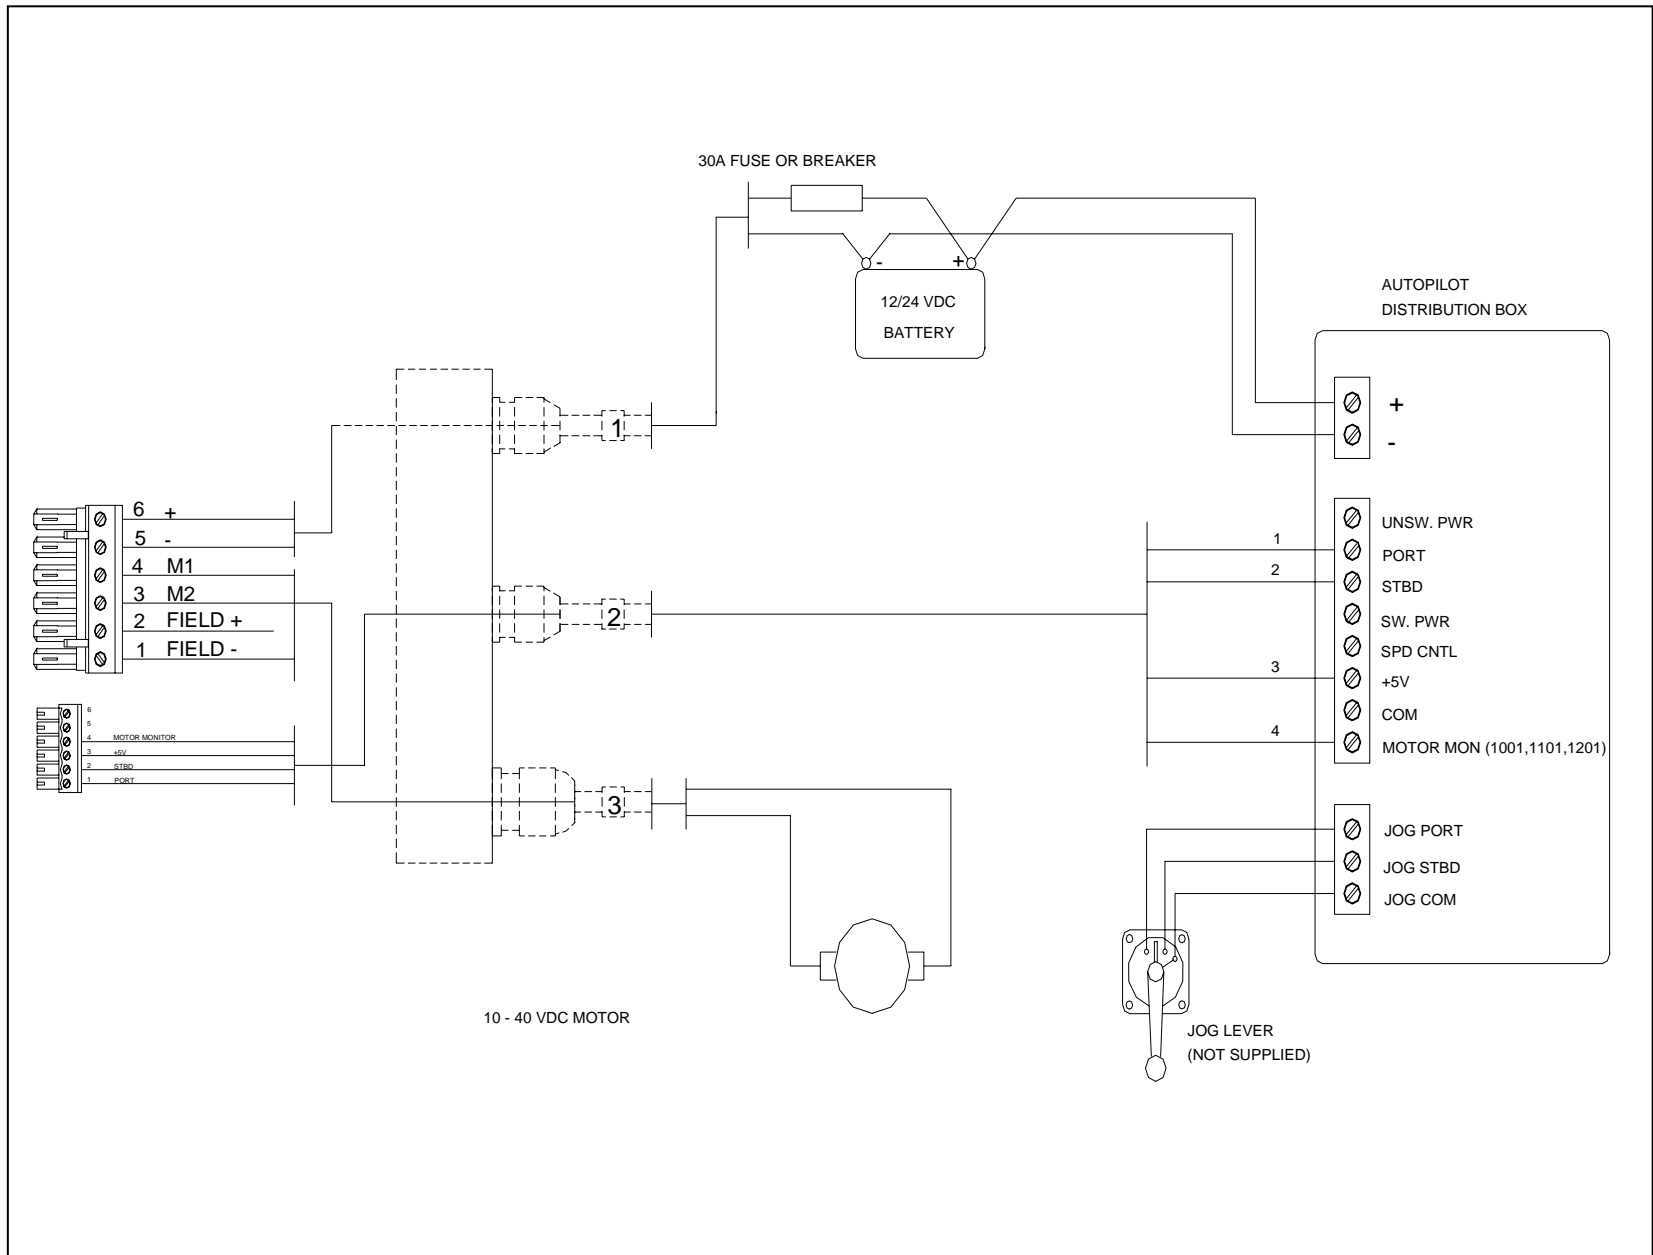 30A FUSE OR BREAKER
- +
12/24 VDC
BATTERY
AUTOPILOT
DISTRIBUTION BOX
+
-
1
6 +
5 -
4 M1
3 M2
2 FIELD +
1 FIELD -
2
1
2
3
4
UNSW. PWR
PORT
STBD
SW. PWR
SPD CNTL
+5V
COM
MOTOR MON (1001,1101,1201)
6
5
4 MOTOR MONITOR
3 +5V
2 STBD
1 PORT
3
JOG PORT
JOG STBD
JOG COM
10 - 40 VDC MOTOR
JOG LEVER
(NOT SUPPLIED)